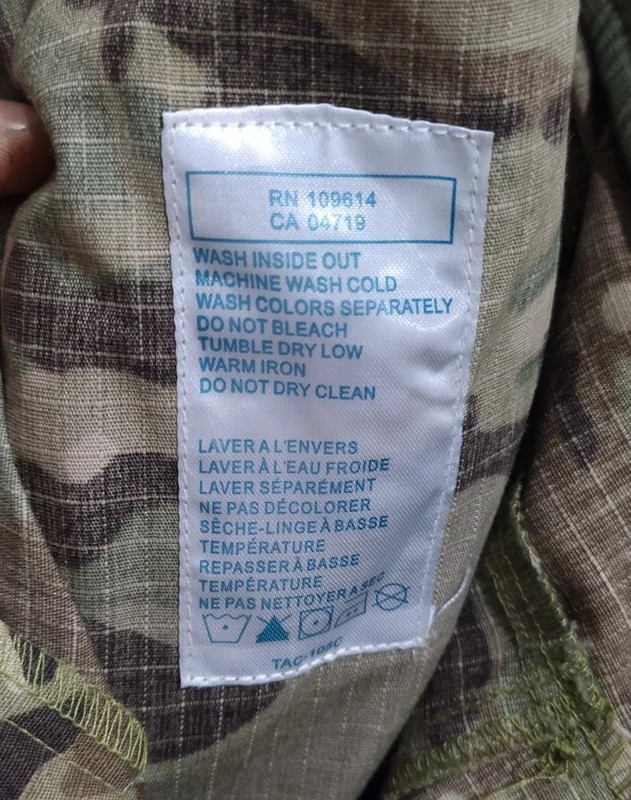 RN 109614
CA 04719
WASH INSIDE OUT
MACHINE WASH COLD
WASH COLORS SEPARATELY
DO NOT BLEACH
TUMBLE DRY LOW
WARM IRON
DO NOT DRY CLEAN
LAVER A L'ENVERS
LAVER À L'EAU FROIDE
LAVER SÉPARÉMENT
NE PAS DÉCOLORER
SÈCHE-LINGE À BASSE
TEMPÉRATURE
REPASSER À BASSE
TEMPÉRATURE
NE PAS NETTOYER A SEC